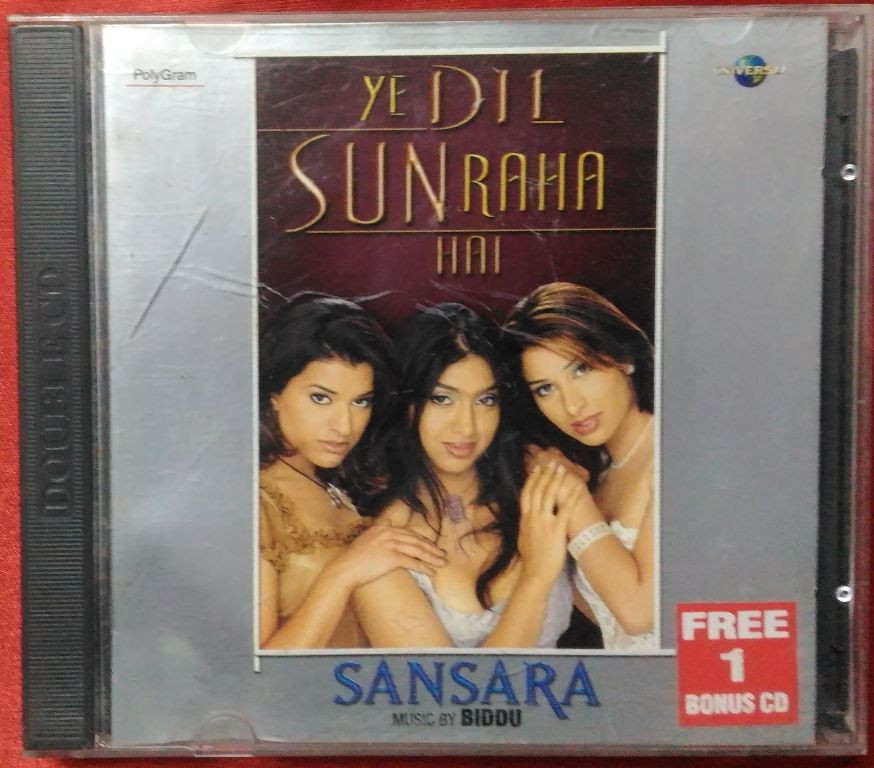 PolyGram
UNIVERSAL
YE DIL
SUN RAHA
HAI
DOUBLE CD
SANSARA
MUSIC BY BIDDU
FREE
1
BONUS CD